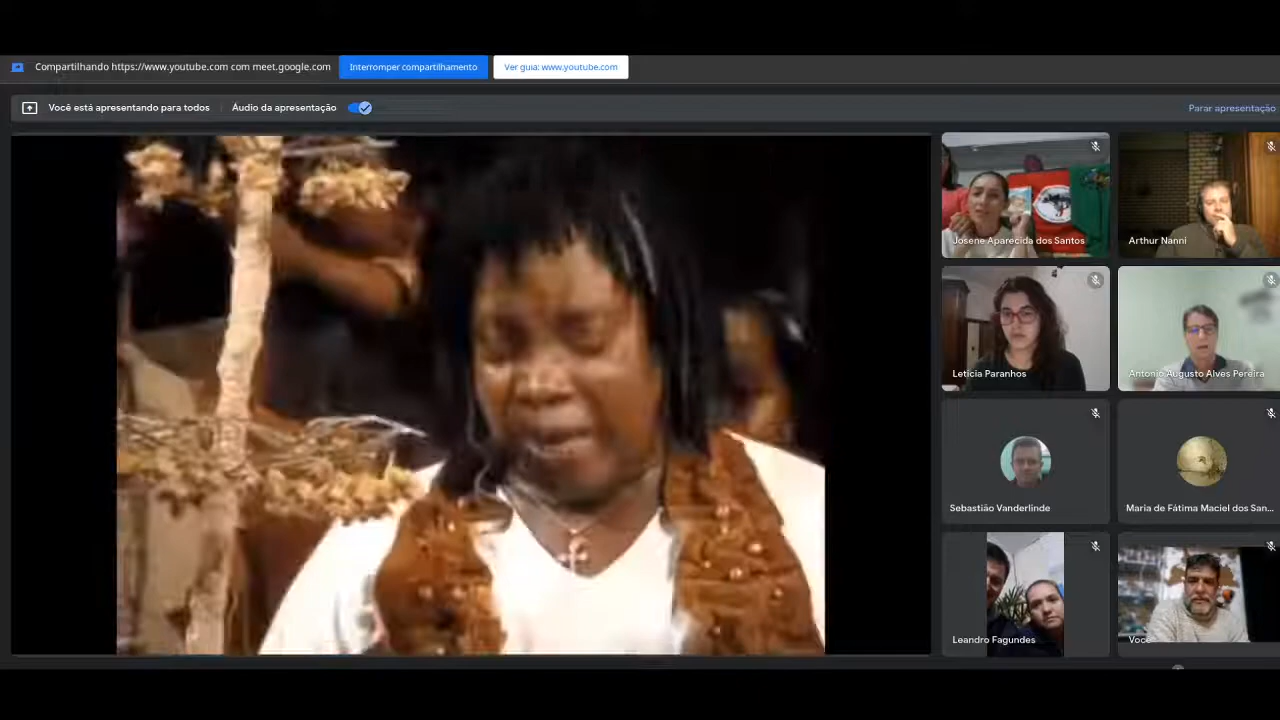 Compartilhando https://www.youtube.com com meet.google.com
Interromper compartilhamento
Ver guia: www.youtube.com
Você está apresentando para todos
Áudio da apresentação
Parar apresentação
Josene Aparecida dos Santos
Arthur Nanni
Leticia Paranhos
Antonio Augusto Alves Pereira
Sebastião Vanderlinde
Maria de Fátima Maciel dos San...
Leandro Fagundes
Você